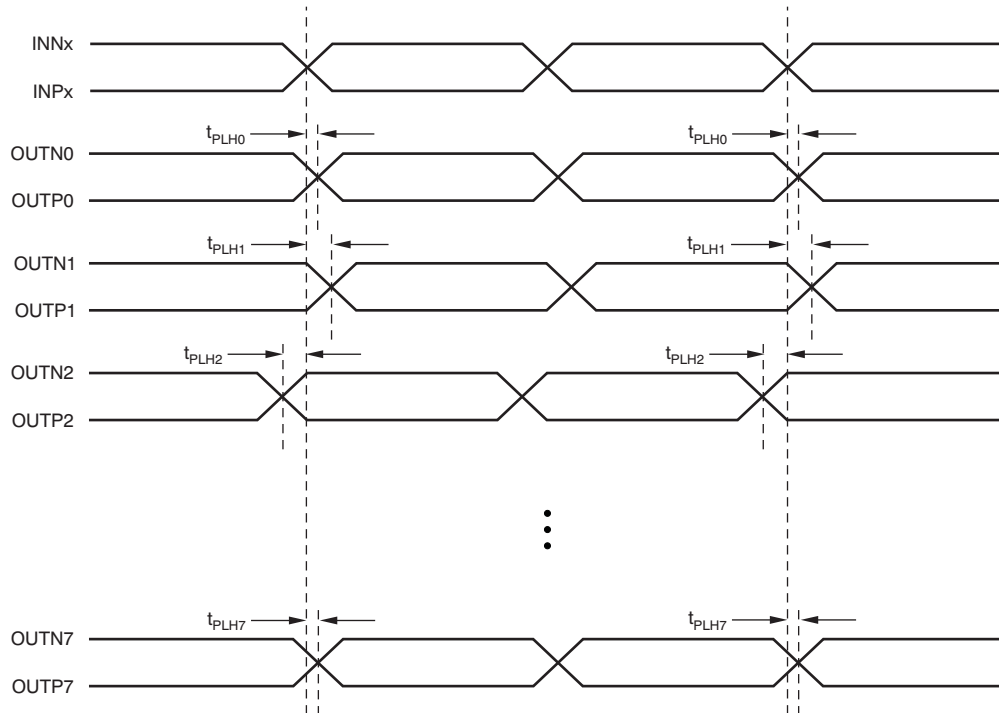 INNx
INPx
tPLH0 tPLH0
OUTN0
OUTP0
tPLH1 tPLH1
OUTN1
OUTP1
tPLH2 tPLH2
OUTN2
OUTP2
tPLH7 tPLH7
OUTN7
OUTP7